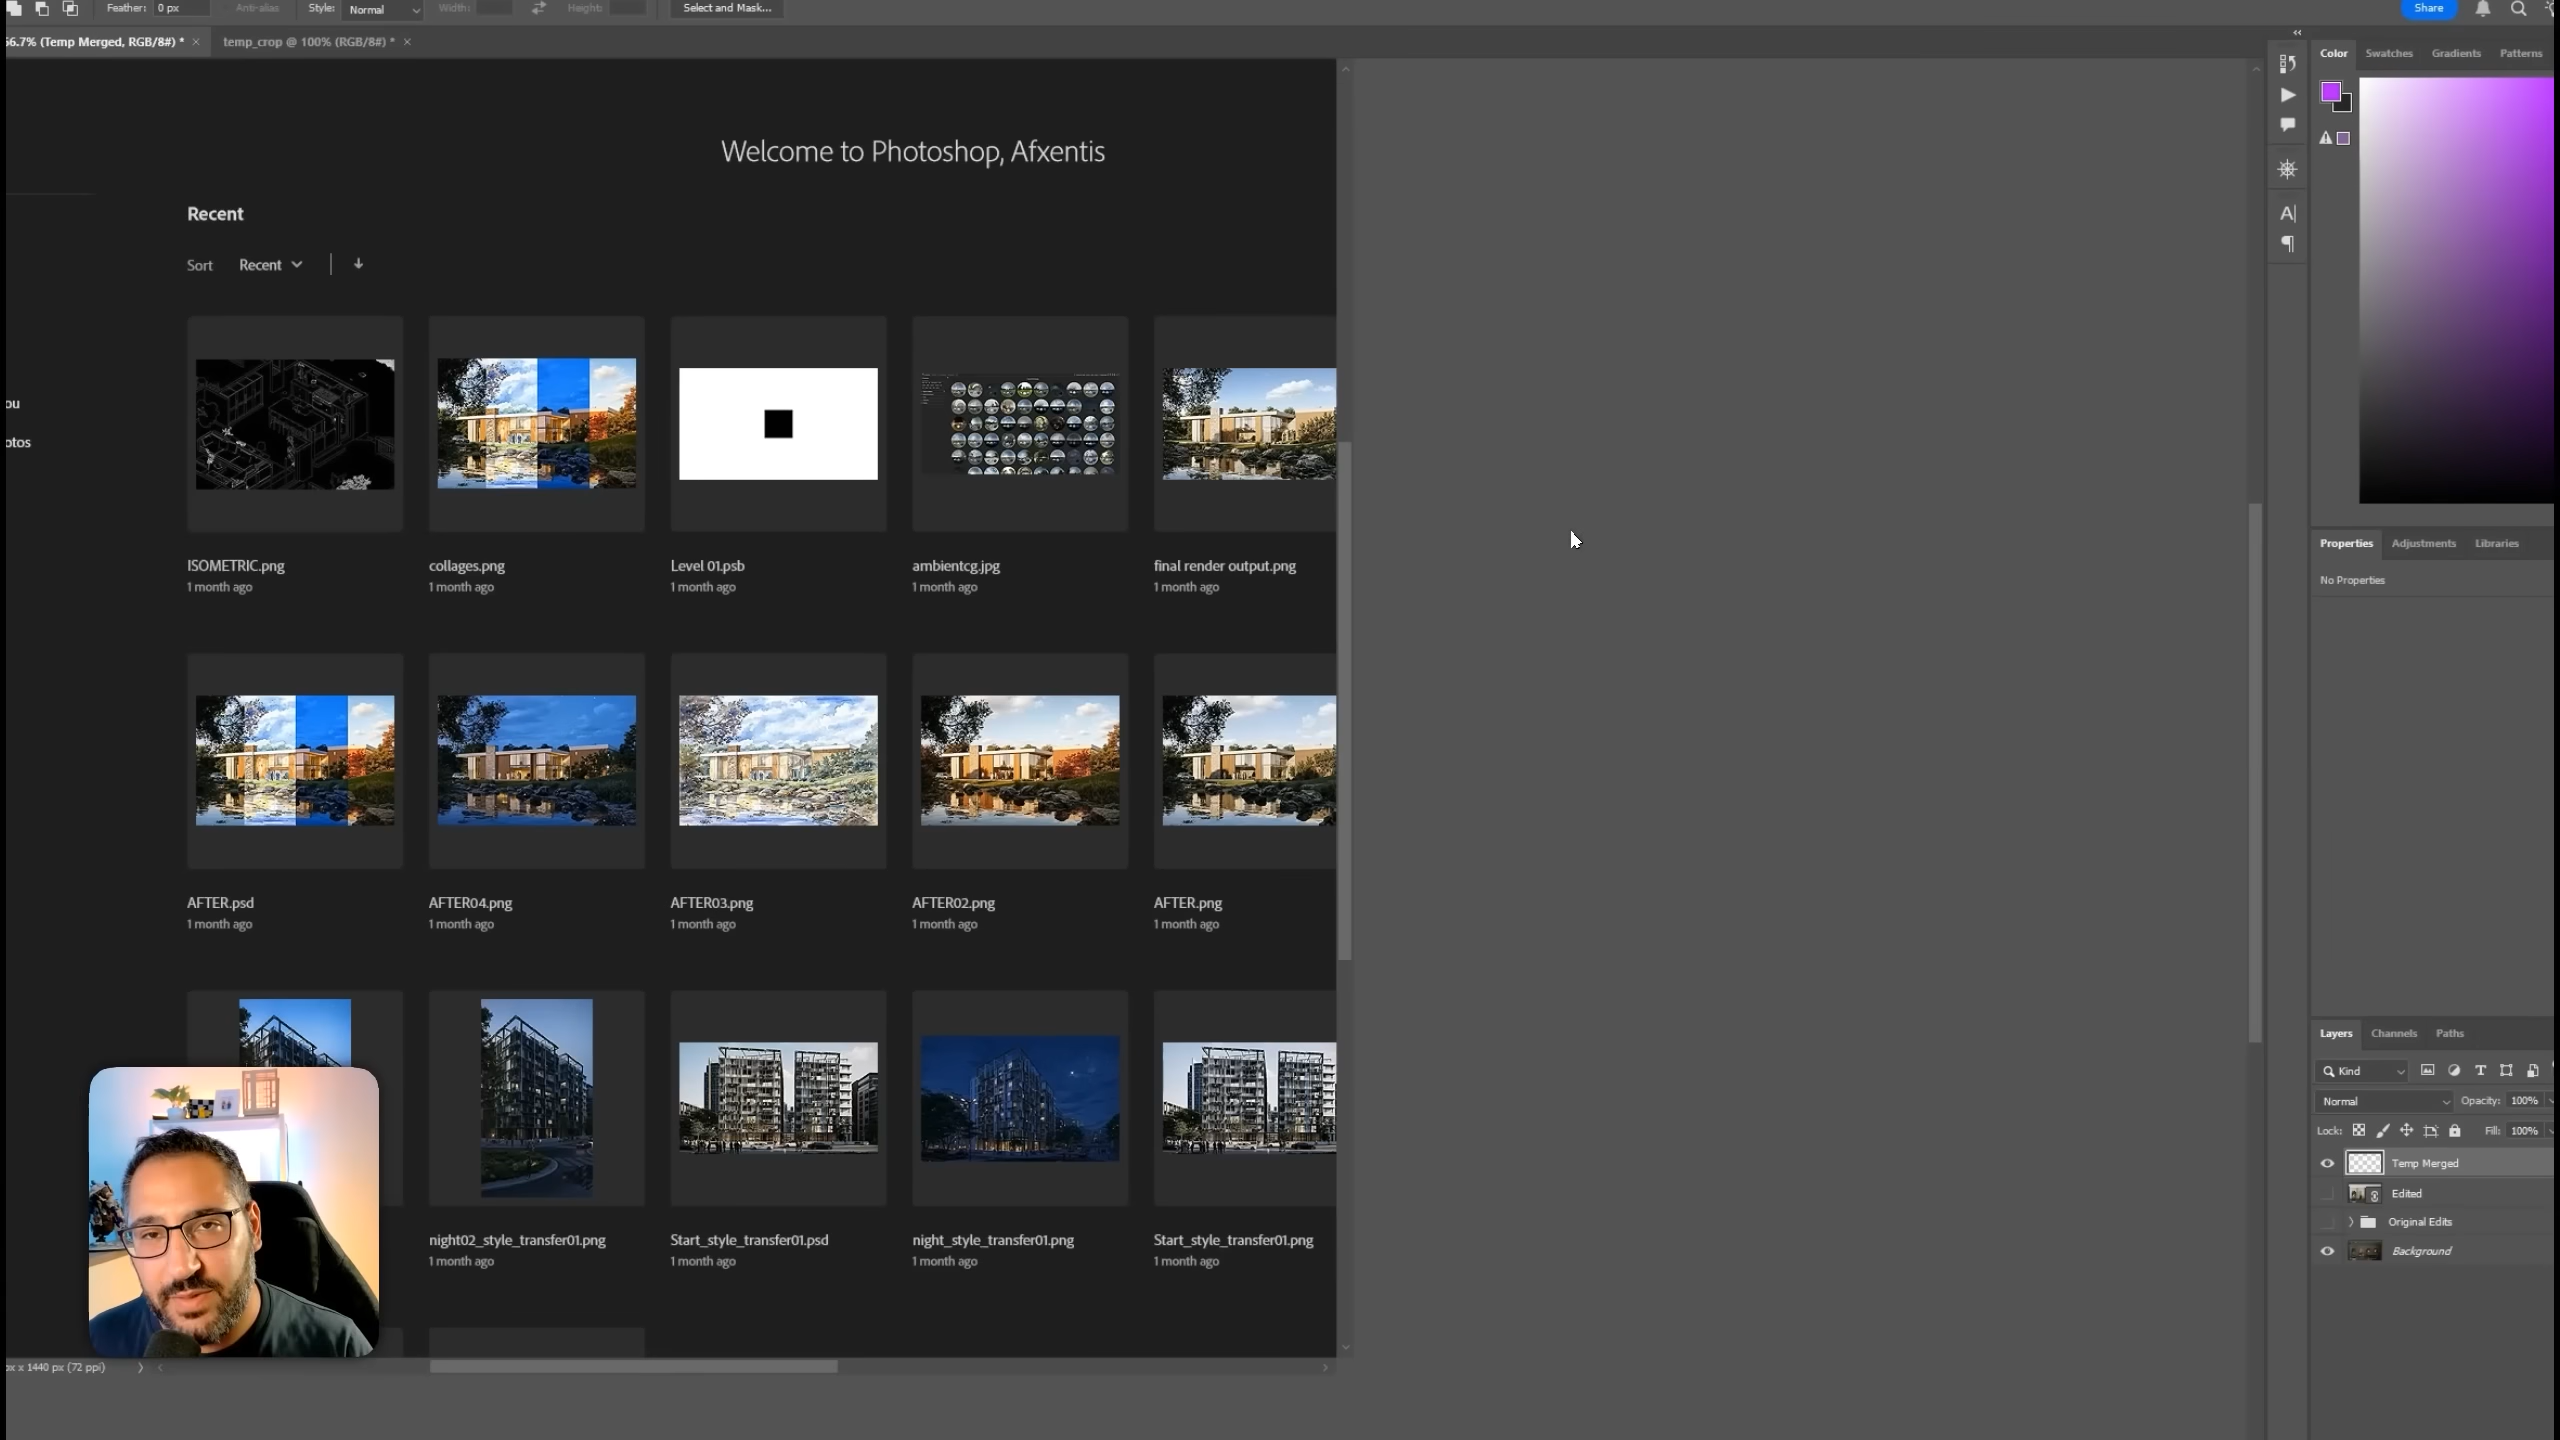 Feather: 0 px Anti-alias Style: Normal Width: Height: Select and Mask... Share
56.7% (Temp Merged, RGB/8#) * × temp_crop @ 100% (RGB/8#) * ×
Color Swatches Gradients Patterns
Welcome to Photoshop, Afxentis
Recent
Sort Recent
ou
otos
ISOMETRIC.png collages.png Level 01.psb ambientcg.jpg final render output.png
1 month ago 1 month ago 1 month ago 1 month ago 1 month ago
Properties Adjustments Libraries
No Properties
AFTER.psd AFTER04.png AFTER03.png AFTER02.png AFTER.png
1 month ago 1 month ago 1 month ago 1 month ago 1 month ago
night02_style_transfer01.png Start_style_transfer01.psd night_style_transfer01.png Start_style_transfer01.png
1 month ago 1 month ago 1 month ago 1 month ago
Layers Channels Paths
Kind
Normal Opacity: 100%
Lock: Fill: 100%
Temp Merged
Edited
Original Edits
Background
px x 1440 px (72 ppi)